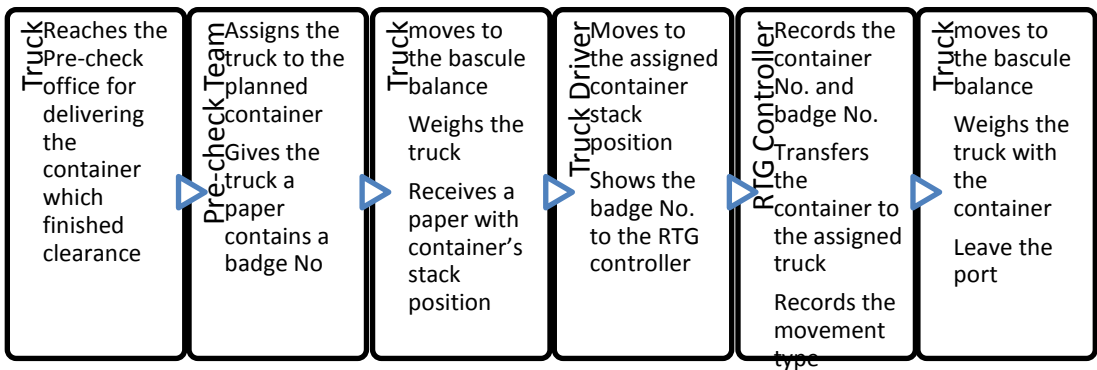 Truck
Reaches the
Pre-check
office for
delivering
the
container
which
finished
clearance
Pre-check Team
Assigns the
truck to the
planned
container
Gives the
truck a
paper
contains a
badge No
Truck
moves to
the bascule
balance
Weighs the
truck
Receives a
paper with
container’s
stack
position
Truck Driver
Moves to
the assigned
container
stack
position
Shows the
badge No.
to the RTG
controller
RTG Controller
Records the
container
No. and
badge No.
Transfers
the
container to
the assigned
truck
Records the
movement
type
Truck
moves to
the bascule
balance
Weighs the
truck with
the
container
Leave the
port